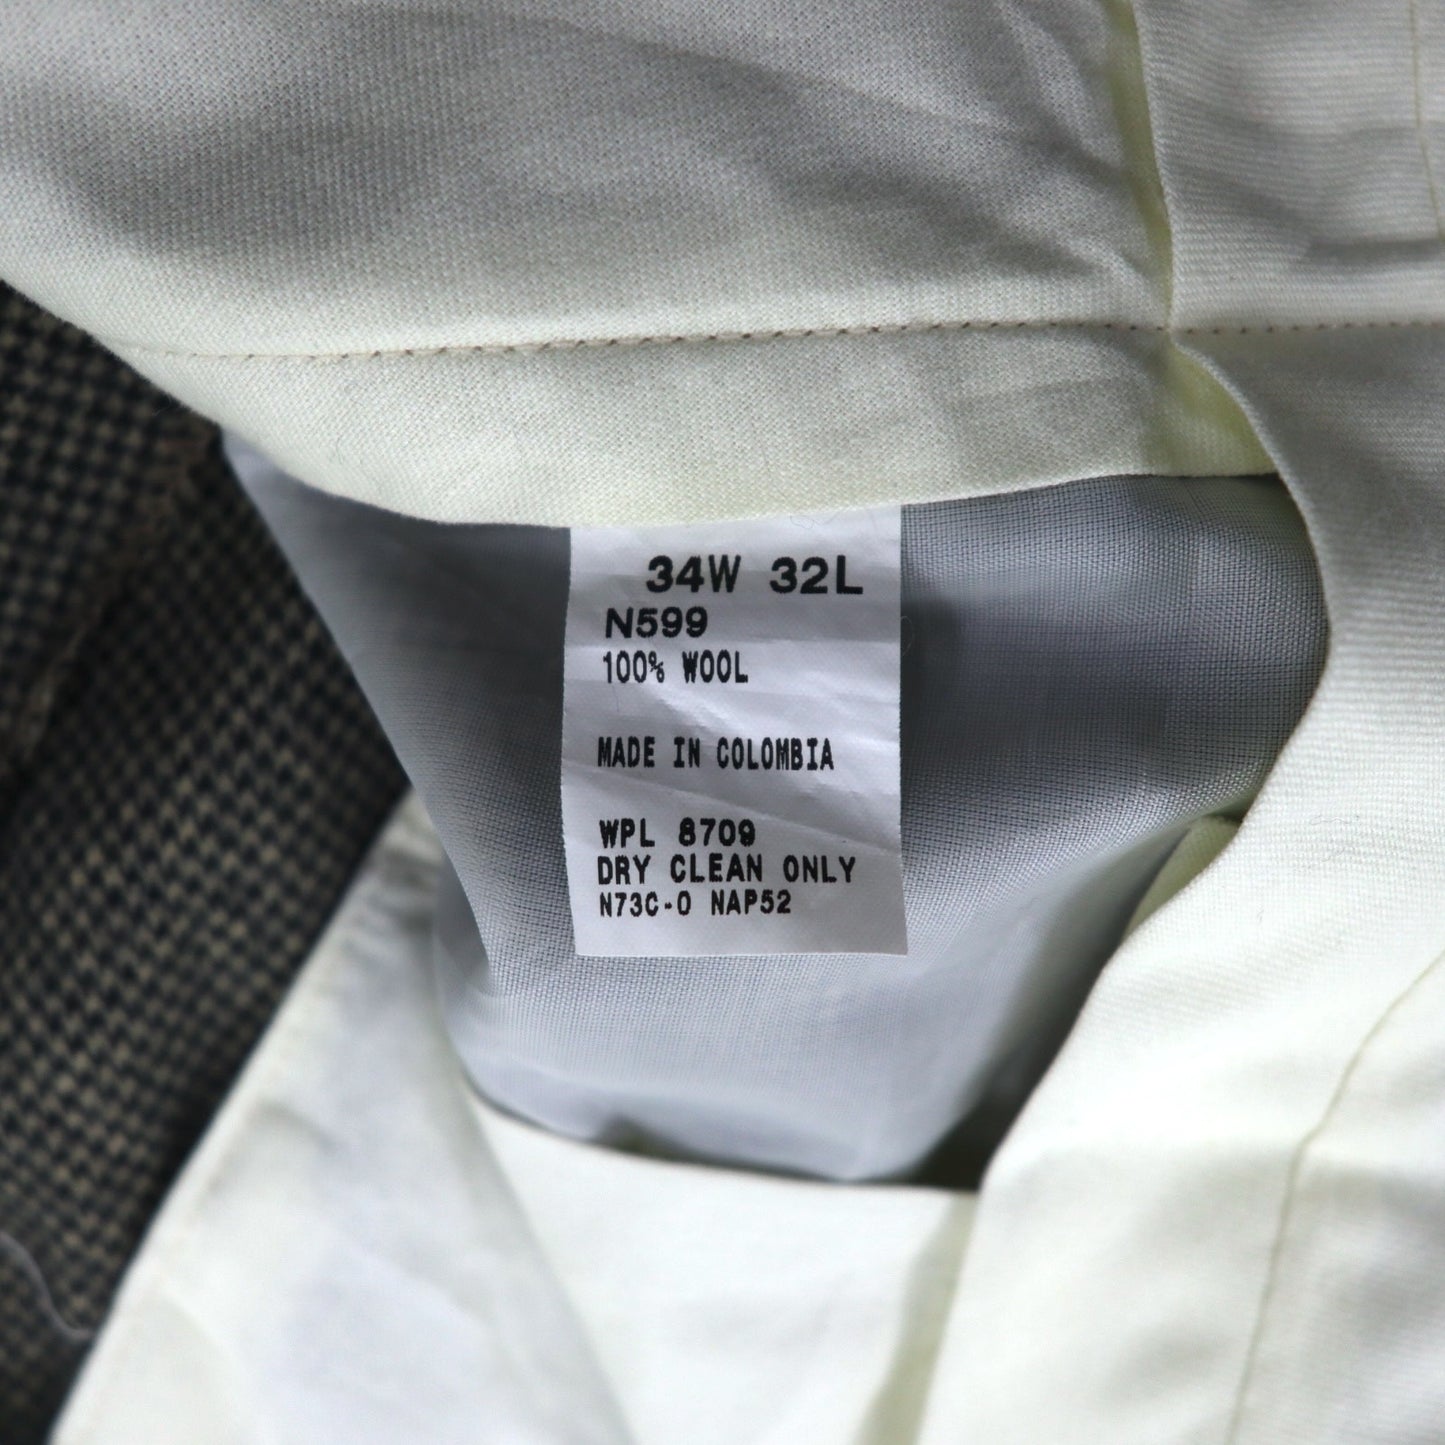 34W 32L
N599
100% WOOL
MADE IN COLOMBIA
WPL 8709
DRY CLEAN ONLY
N73C-0 NAP52